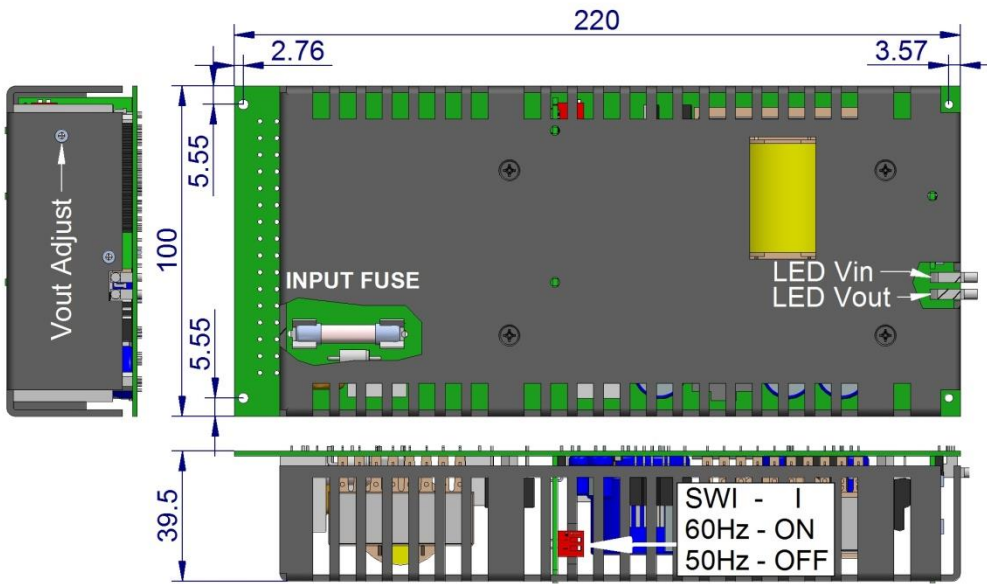 220
2.76
3.57
5.55
100
5.55
Vout Adjust
INPUT FUSE
LED Vin
LED Vout
39.5
SWI - I
60Hz - ON
50Hz - OFF